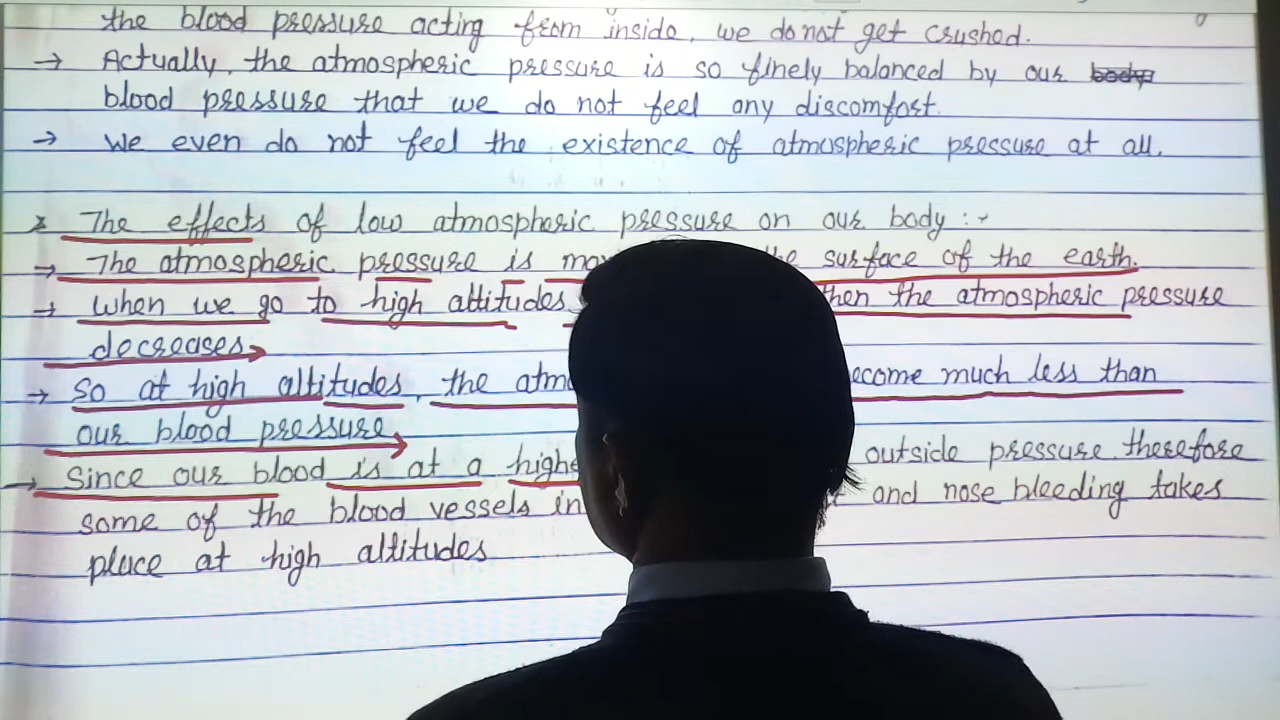 the blood pressure acting from inside, we do not get crushed.
→ Actually, the atmospheric pressure is so finely balanced by our body
blood pressure that we do not feel any discomfort.
→ We even do not feel the existence of atmospheric pressure at all.
* The effects of low atmospheric pressure on our body :-
→ The atmospheric pressure is surface of the earth.
→ When we go to high altitudes then the atmospheric pressure
decreases
→ So at high altitudes, the become much less than
our blood pressure
→ Since our blood is at a outside pressure, therefore
some of the blood vessels in and nose bleeding takes
place at high altitudes